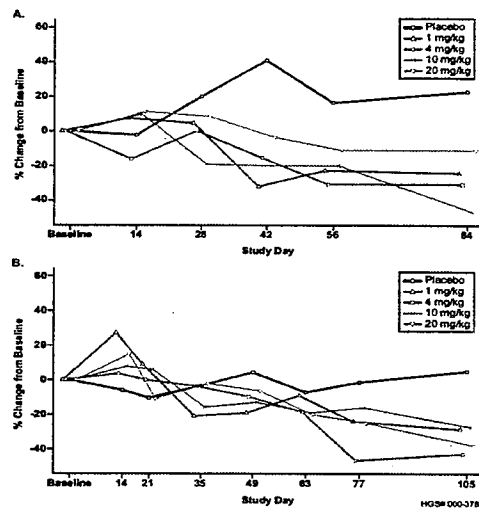 A.
Placebo
1 mg/kg
4 mg/kg
10 mg/kg
20 mg/kg
% Change from Baseline
60
40
20
0
-20
-40
Baseline 14 28 42 56 84
Study Day
B.
Placebo
1 mg/kg
4 mg/kg
10 mg/kg
20 mg/kg
% Change from Baseline
60
40
20
0
-20
-40
Baseline 14 21 35 49 63 77 105
Study Day
HGS# 000-378